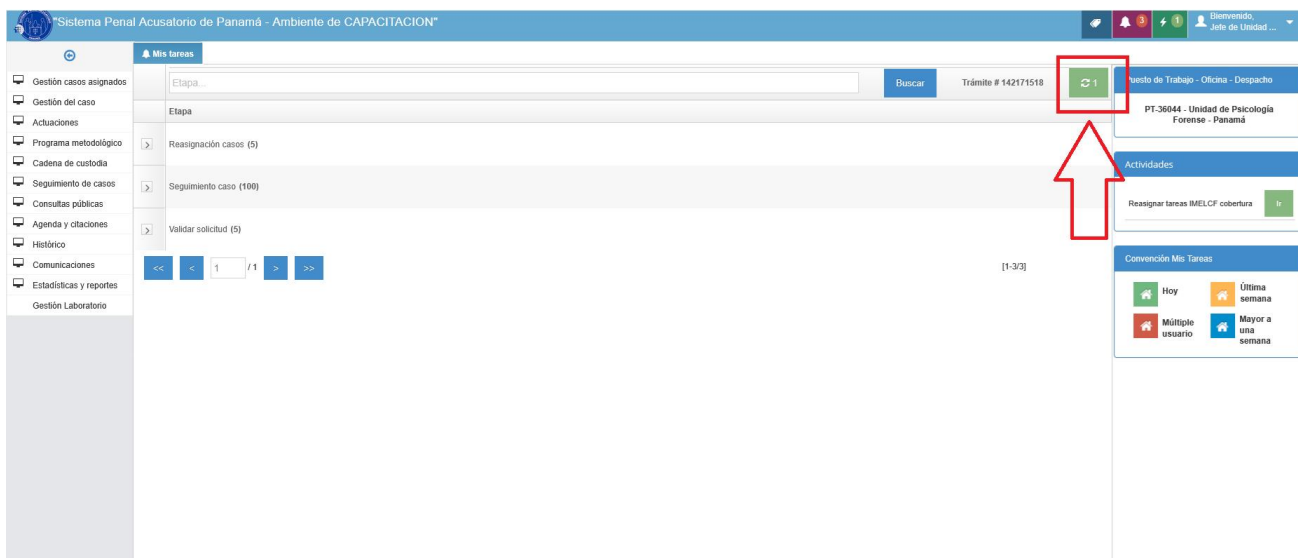 "Sistema Penal Acusatorio de Panamá - Ambiente de CAPACITACION"
3
1
Bienvenido,
Jefe de Unidad ...
Mis tareas
Gestión casos asignados
Gestión del caso
Actuaciones
Programa metodológico
Cadena de custodia
Seguimiento de casos
Consultas públicas
Agenda y citaciones
Histórico
Comunicaciones
Estadísticas y reportes
Gestión Laboratorio
Etapa...
Buscar
Trámite # 142171518
1
Etapa
> Reasignación casos (5)
> Seguimiento caso (100)
> Validar solicitud (5)
<< < 1 / 1 > >>
[1-3/3]
Puesto de Trabajo - Oficina - Despacho
PT-36044 - Unidad de Psicología
Forense - Panamá
Actividades
Reasignar tareas IMELCF cobertura
Ir
Convención Mis Tareas
Hoy
Última
semana
Múltiple
usuario
Mayor a
una
semana